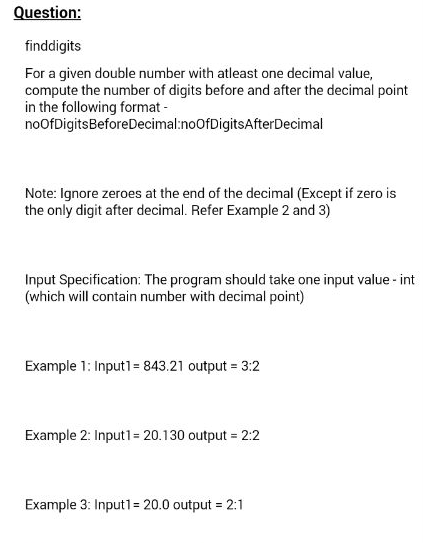 Question:
finddigits
For a given double number with atleast one decimal value,
compute the number of digits before and after the decimal point
in the following format -
noOfDigitsBeforeDecimal:noOfDigitsAfterDecimal
Note: Ignore zeroes at the end of the decimal (Except if zero is
the only digit after decimal. Refer Example 2 and 3)
Input Specification: The program should take one input value - int
(which will contain number with decimal point)
Example 1: Input1= 843.21 output = 3:2
Example 2: Input1= 20.130 output = 2:2
Example 3: Input1= 20.0 output = 2:1